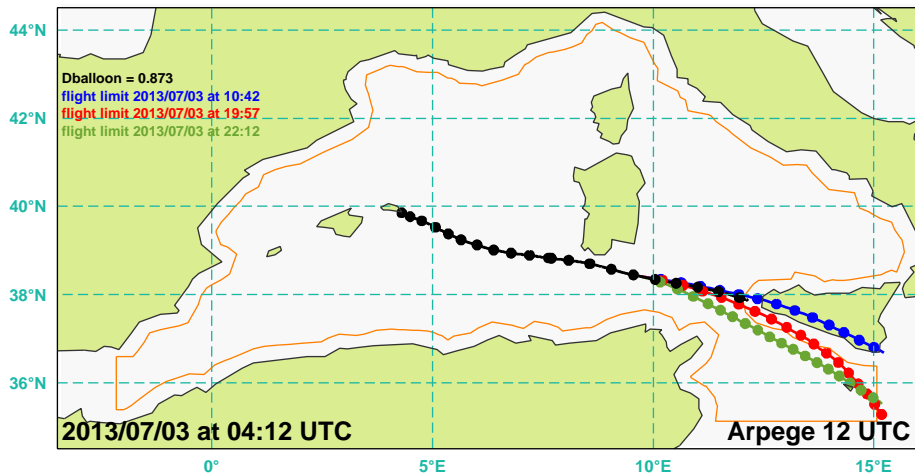 44°N
Dballoon = 0.873
flight limit 2013/07/03 at 10:42
flight limit 2013/07/03 at 19:57
flight limit 2013/07/03 at 22:12
42°N
40°N
38°N
36°N
2013/07/03 at 04:12 UTC
Arpege 12 UTC
0°
5°E
10°E
15°E